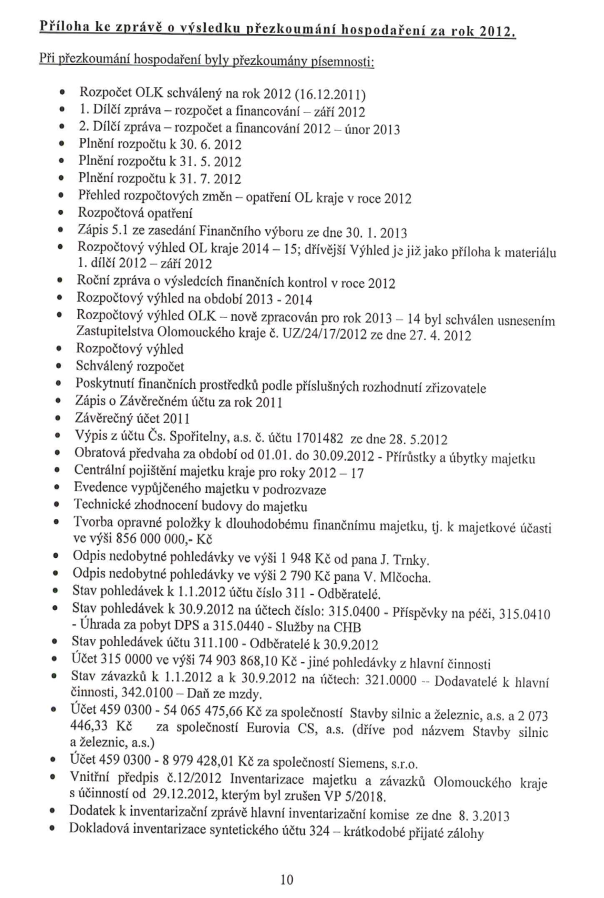 Příloha ke zprávě o výsledku přezkoumání hospodaření za rok 2012.
Při přezkoumání hospodaření byly přezkoumány písemnosti:
• Rozpočet OLK schválený na rok 2012 (16.12.2011)
• 1. Dílčí zpráva – rozpočet a financování – září 2012
• 2. Dílčí zpráva – rozpočet a financování 2012 – únor 2013
• Plnění rozpočtu k 30. 6. 2012
• Plnění rozpočtu k 31. 5. 2012
• Plnění rozpočtu k 31. 7. 2012
• Přehled rozpočtových změn – opatření OL kraje v roce 2012
• Rozpočtová opatření
• Zápis 5.1 ze zasedání Finančního výboru ze dne 30. 1. 2013
• Rozpočtový výhled OL kraje 2014 – 15; dřívější Výhled je již jako příloha k materiálu
1. dílčí 2012 – září 2012
• Roční zpráva o výsledcích finančních kontrol v roce 2012
• Rozpočtový výhled na období 2013 - 2014
• Rozpočtový výhled OLK – nově zpracován pro rok 2013 – 14 byl schválen usnesením
Zastupitelstva Olomouckého kraje č. UZ/24/17/2012 ze dne 27. 4. 2012
• Rozpočtový výhled
• Schválený rozpočet
• Poskytnutí finančních prostředků podle příslušných rozhodnutí zřizovatele
• Zápis o Závěrečném účtu za rok 2011
• Závěrečný účet 2011
• Výpis z účtu Čs. Spořitelny, a.s. č. účtu 1701482 ze dne 28. 5.2012
• Obratová předvaha za období od 01.01. do 30.09.2012 - Přírůstky a úbytky majetku
• Centrální pojištění majetku kraje pro roky 2012 – 17
• Evedence vypůjčeného majetku v podrozvaze
• Technické zhodnocení budovy do majetku
• Tvorba opravné položky k dlouhodobému finančnímu majetku, tj. k majetkové účasti
ve výši 856 000 000,- Kč
• Odpis nedobytné pohledávky ve výši 1 948 Kč od pana J. Trnky.
• Odpis nedobytné pohledávky ve výši 2 790 Kč pana V. Mlčocha.
• Stav pohledávek k 1.1.2012 účtu číslo 311 - Odběratelé.
• Stav pohledávek k 30.9.2012 na účtech číslo: 315.0400 - Příspěvky na péči, 315.0410
- Úhrada za pobyt DPS a 315.0440 - Služby na CHB
• Stav pohledávek účtu 311.100 - Odběratelé k 30.9.2012
• Účet 315 0000 ve výši 74 903 868,10 Kč - jiné pohledávky z hlavní činnosti
• Stav závazků k 1.1.2012 a k 30.9.2012 na účtech: 321.0000 – Dodavatelé k hlavní
činnosti, 342.0100 – Daň ze mzdy.
• Účet 459 0300 - 54 065 475,66 Kč za společností Stavby silnic a železnic, a.s. a 2 073
446,33 Kč za společností Eurovia CS, a.s. (dříve pod názvem Stavby silnic
a železnic, a.s.)
• Účet 459 0300 - 8 979 428,01 Kč za společností Siemens, s.r.o.
• Vnitřní předpis č.12/2012 Inventarizace majetku a závazků Olomouckého kraje
s účinností od 29.12.2012, kterým byl zrušen VP 5/2018.
• Dodatek k inventarizační zprávě hlavní inventarizační komise ze dne 8. 3.2013
• Dokladová inventarizace syntetického účtu 324 – krátkodobé přijaté zálohy
10